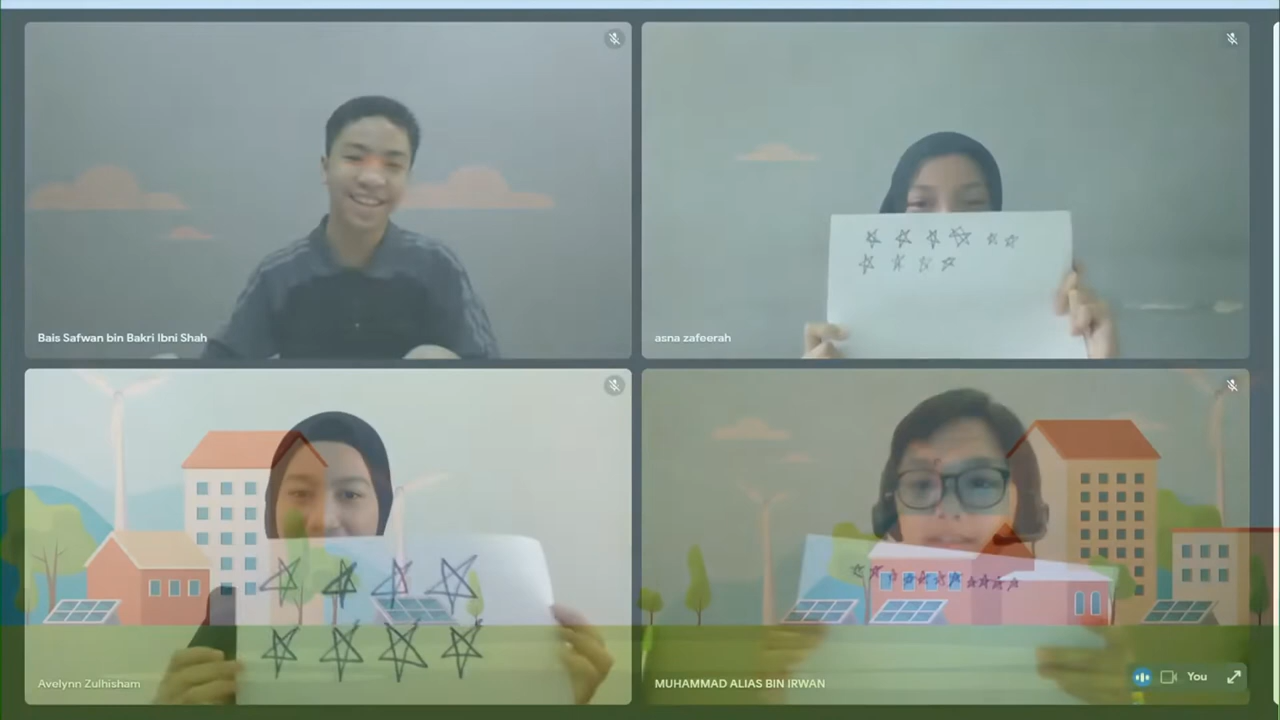 Bais Safwan bin Bakri Ibni Shah
asna zafeerah
Avelynn Zulhisham
MUHAMMAD ALIAS BIN IRWAN
You